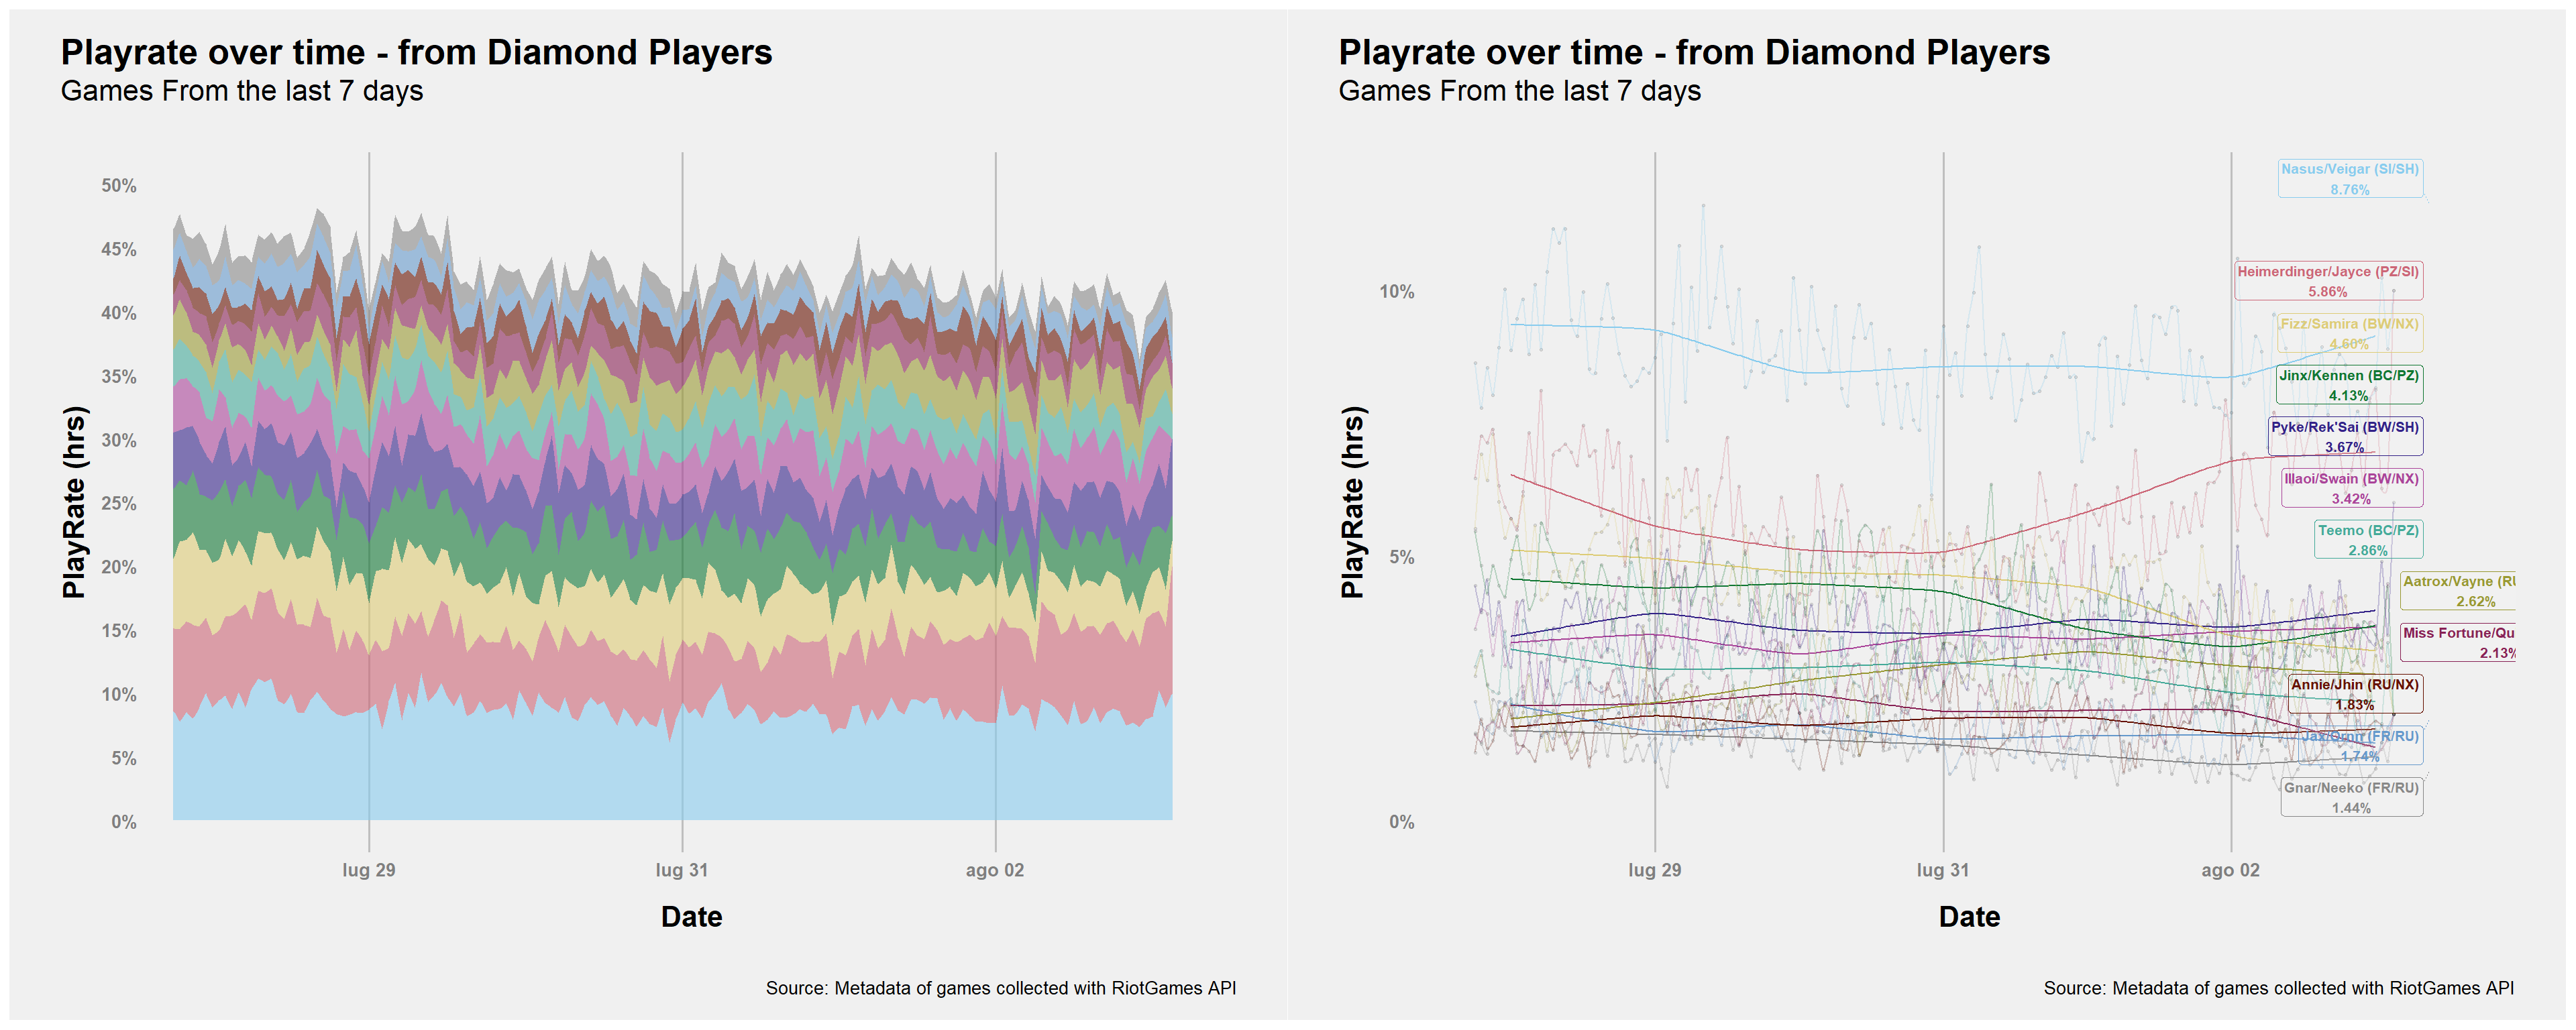 Playrate over time - from Diamond Players
Games From the last 7 days
PlayRate (hrs)
50%
45%
40%
35%
30%
25%
20%
15%
10%
5%
0%
lug 29
lug 31
ago 02
Date
Source: Metadata of games collected with RiotGames API
Playrate over time - from Diamond Players
Games From the last 7 days
PlayRate (hrs)
10%
5%
0%
Nasus/Veigar (SI/SH)
8.76%
Heimerdinger/Jayce (PZ/SI)
5.86%
Fizz/Samira (BW/NX)
4.60%
Jinx/Kennen (BC/PZ)
4.13%
Pyke/Rek'Sai (BW/SH)
3.67%
Illaoi/Swain (BW/NX)
3.42%
Teemo (BC/PZ)
2.86%
Aatrox/Vayne (RU
2.62%
Miss Fortune/Qu
2.13%
Annie/Jhin (RU/NX)
1.83%
Jax/Ornn (FR/RU)
1.74%
Gnar/Neeko (FR/RU)
1.44%
lug 29
lug 31
ago 02
Date
Source: Metadata of games collected with RiotGames API